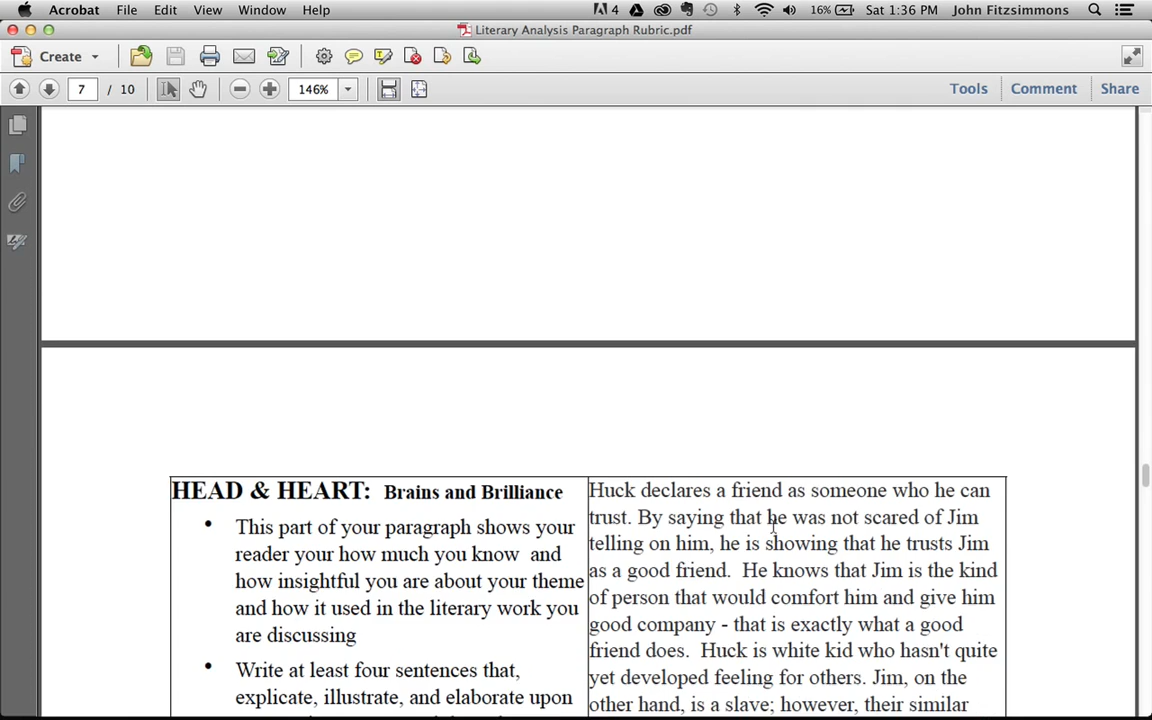 Acrobat File Edit View Window Help 4 16% Sat 1:36 PM John Fitzsimmons
Literary Analysis Paragraph Rubric.pdf
Create
7 / 10 146% Tools Comment Share
HEAD & HEART: Brains and Brilliance
• This part of your paragraph shows your
reader your how much you know and
how insightful you are about your theme
and how it used in the literary work you
are discussing
• Write at least four sentences that,
explicate, illustrate, and elaborate upon
Huck declares a friend as someone who he can
trust. By saying that he was not scared of Jim
telling on him, he is showing that he trusts Jim
as a good friend. He knows that Jim is the kind
of person that would comfort him and give him
good company - that is exactly what a good
friend does. Huck is white kid who hasn't quite
yet developed feeling for others. Jim, on the
other hand, is a slave; however, their similar